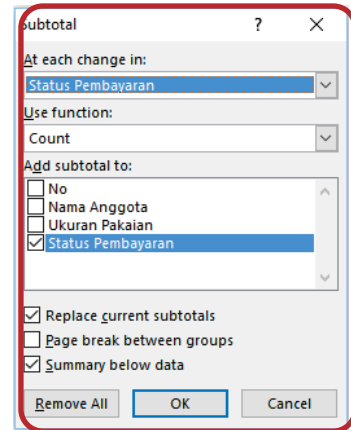 Subtotal ?
At each change in:
Status Pembayaran
Use function:
Count
Add subtotal to:
No
Nama Anggota
Ukuran Pakaian
Status Pembayaran
Replace current subtotals
Page break between groups
Summary below data
Remove All OK Cancel